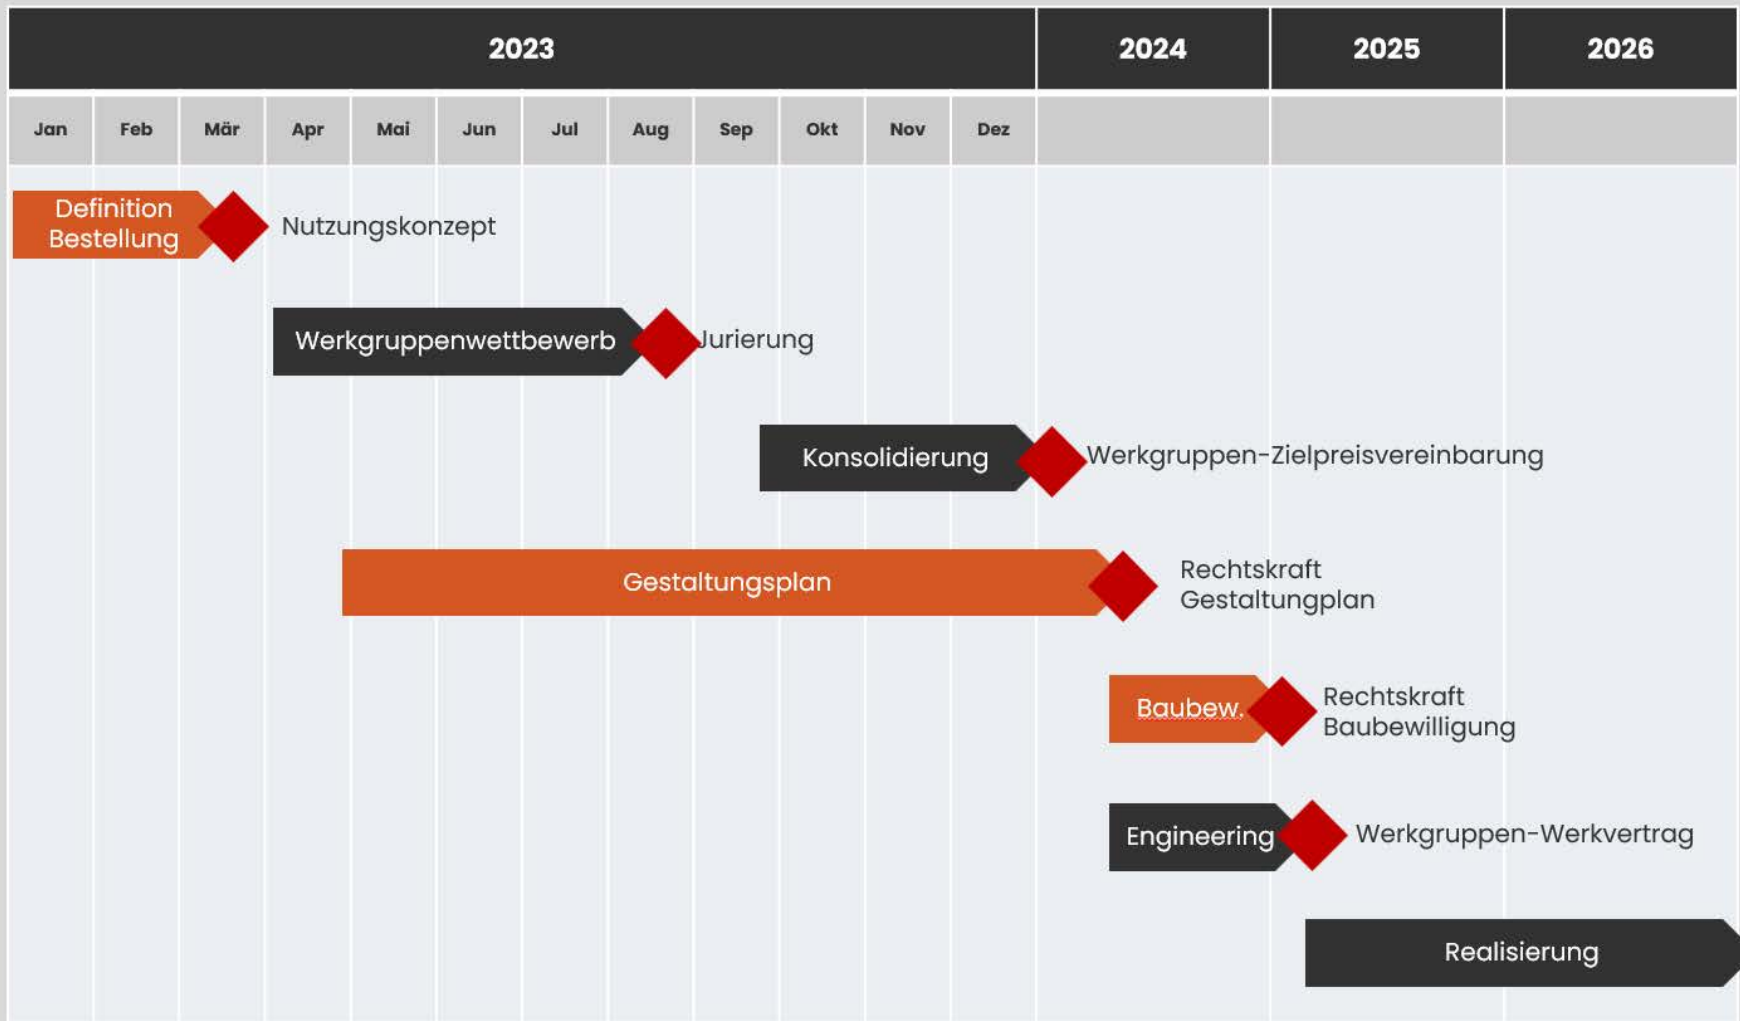 2023 2024 2025 2026
Jan Feb Mär Apr Mai Jun Jul Aug Sep Okt Nov Dez
Definition
Bestellung
Nutzungskonzept
Werkgruppenwettbewerb
Jurierung
Konsolidierung
Werkgruppen-Zielpreisvereinbarung
Gestaltungsplan
Rechtskraft
Gestaltungplan
Baubew.
Rechtskraft
Baubewilligung
Engineering
Werkgruppen-Werkvertrag
Realisierung